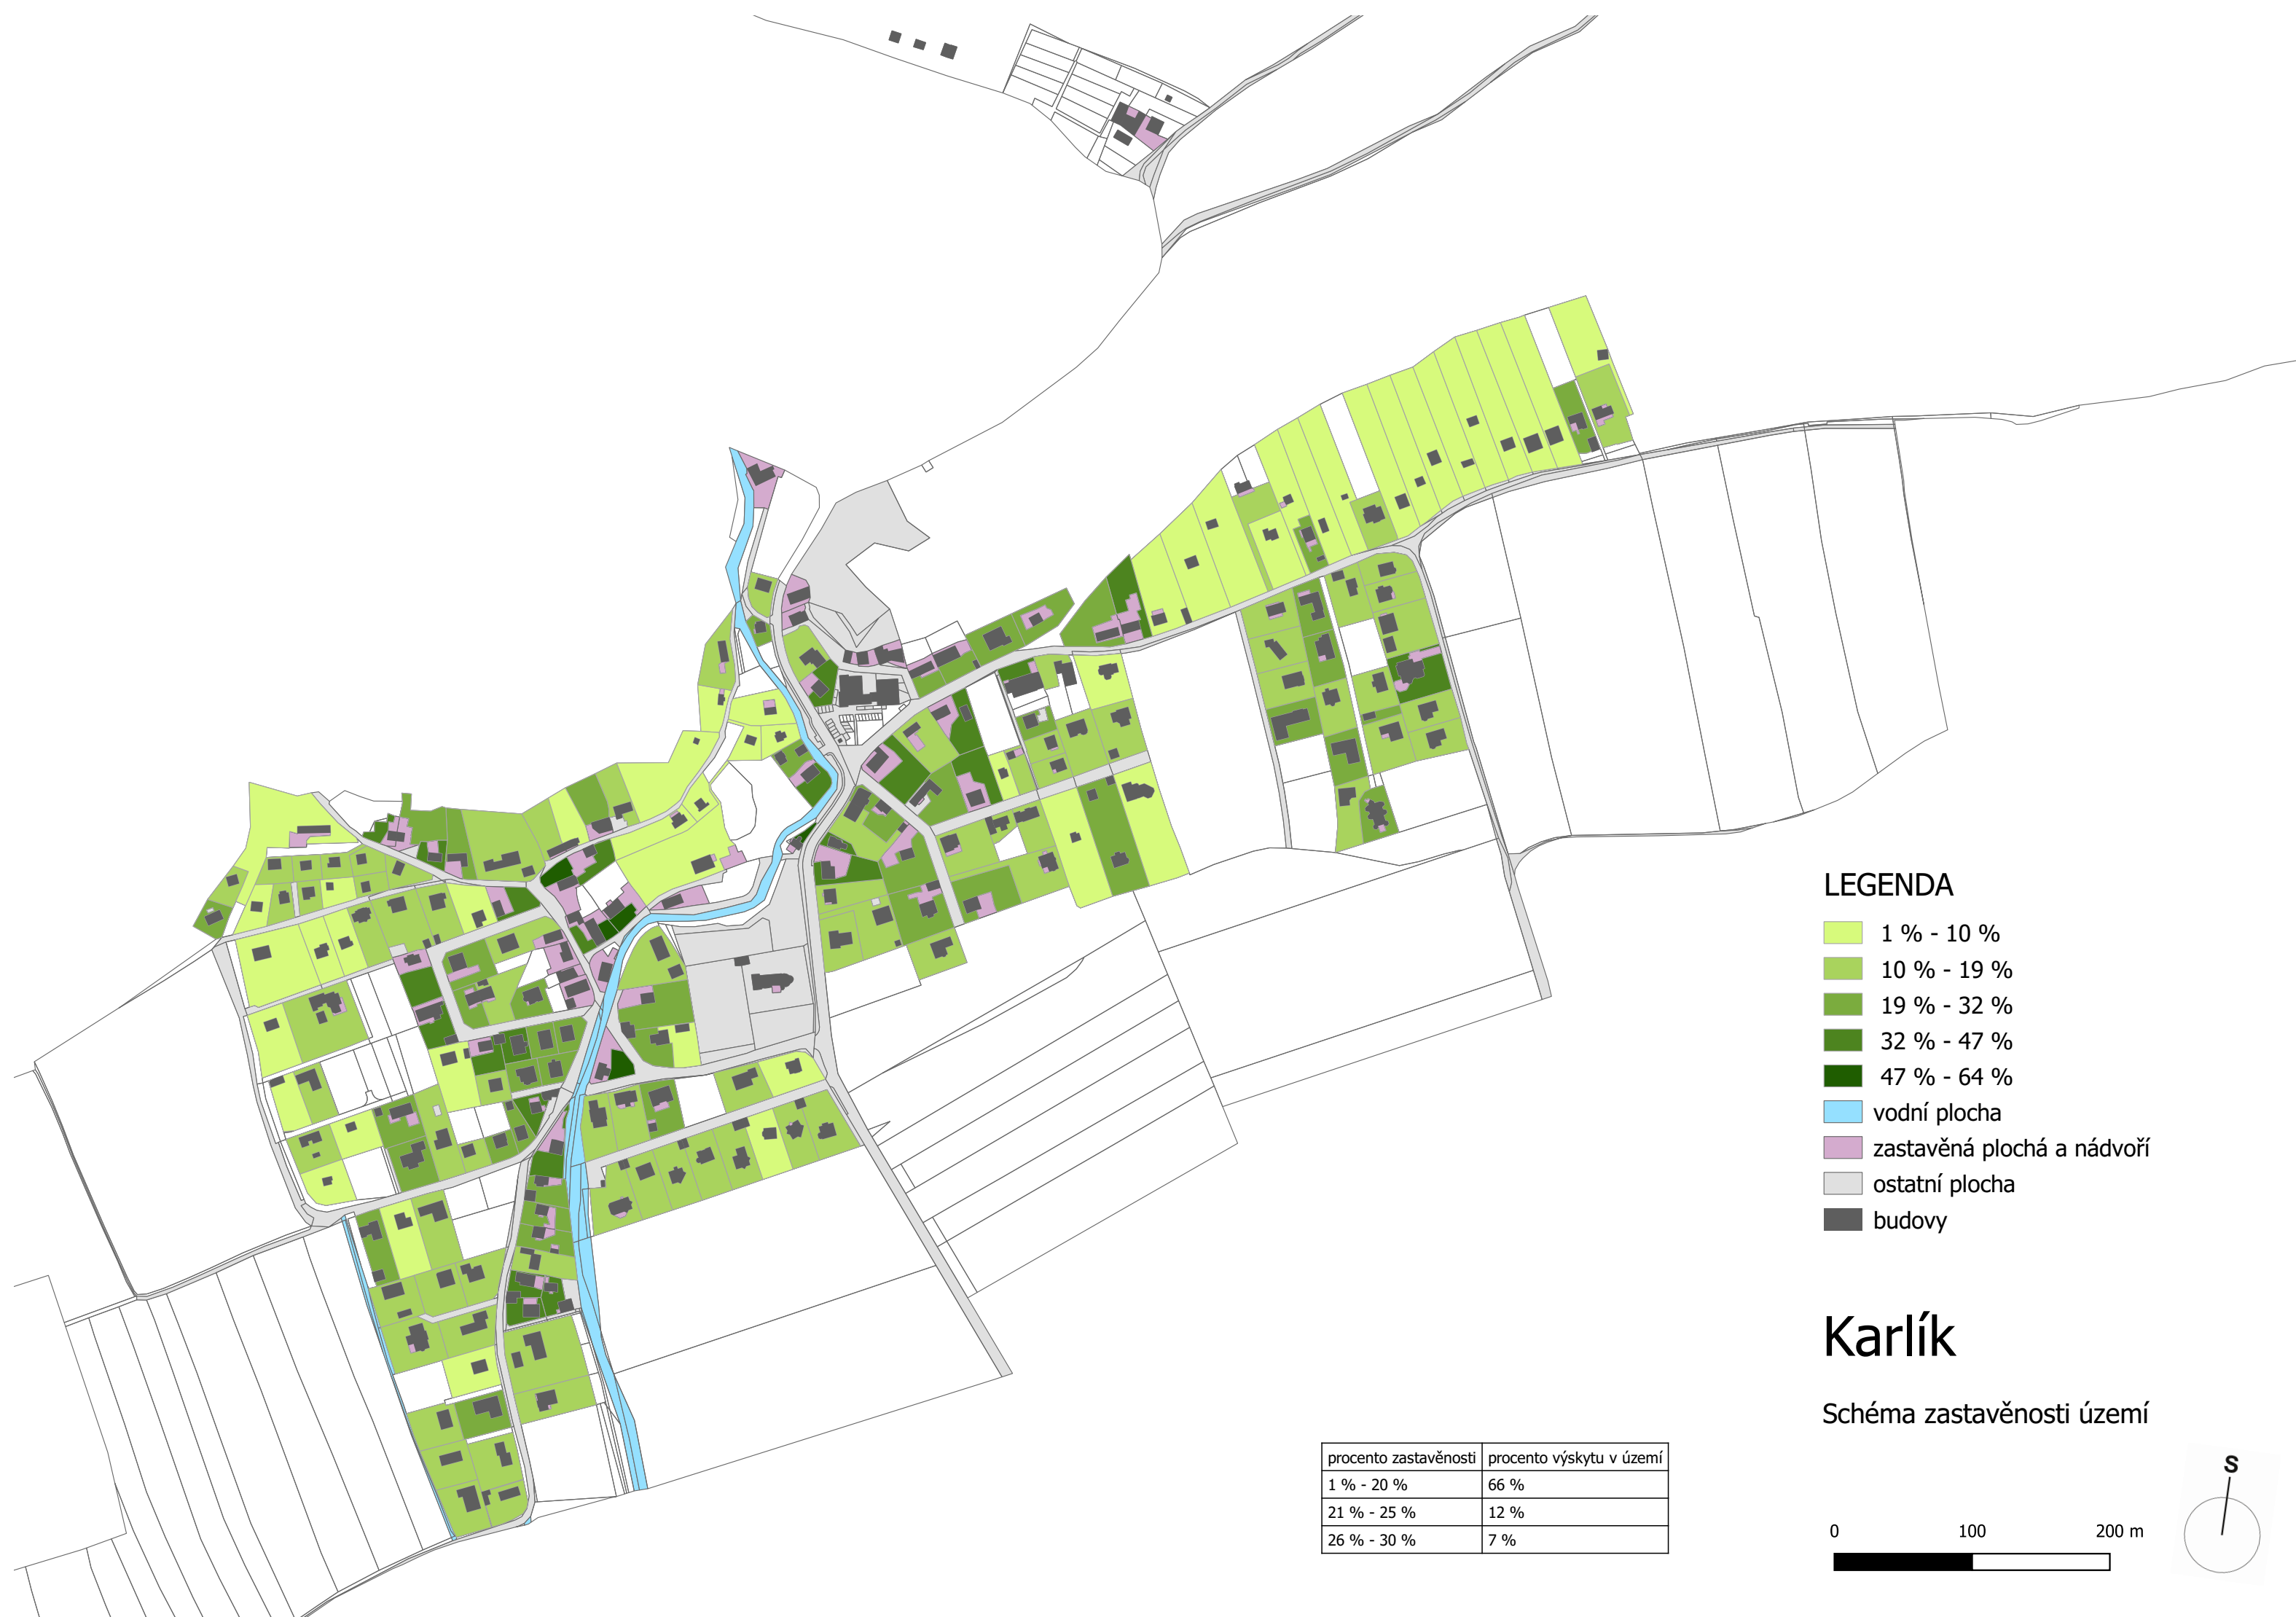 LEGENDA
1 % - 10 %
10 % - 19 %
19 % - 32 %
32 % - 47 %
47 % - 64 %
vodní plocha
zastavěná plochá a nádvoří
ostatní plocha
budovy
Karlík
Schéma zastavěnosti území
procento zastavěnosti procento výskytu v území
1 % - 20 % 66 %
21 % - 25 % 12 %
26 % - 30 % 7 %
S
0 100 200 m